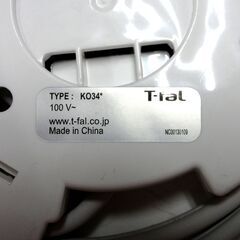 TYPE : KO34* T-fal
100 V~
www.t-fal.co.jp
Made in China NC00130109